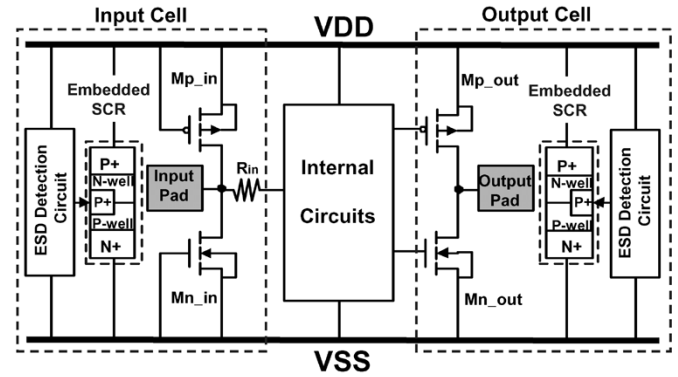 Input Cell
VDD
Output Cell
Embedded
SCR
Mp_in
Mp_out
Embedded
SCR
ESD Detection
Circuit
P+
N-well
P+
P-well
N+
Input
Pad
Rin
Internal
Circuits
Output
Pad
P+
N-well
P+
P-well
N+
ESD Detection
Circuit
Mn_in
Mn_out
VSS